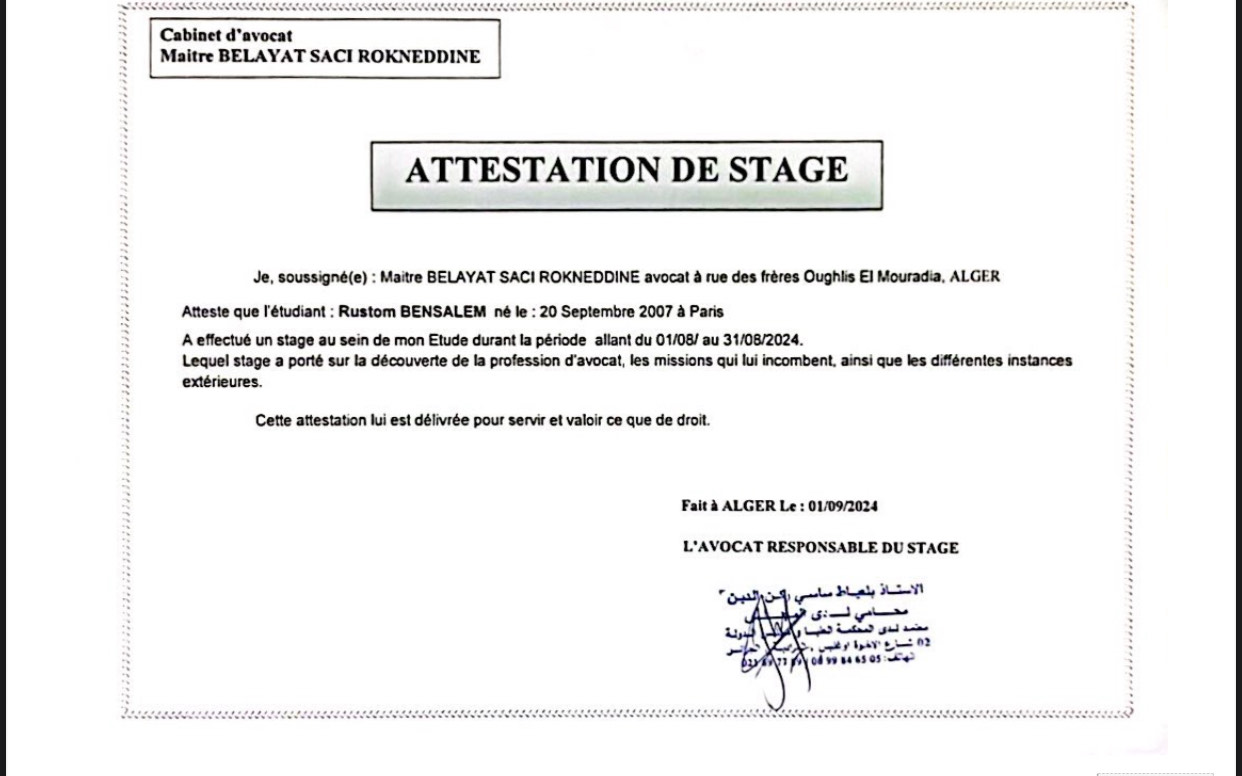 Cabinet d'avocat
Maitre BELAYAT SACI ROKNEDDINE
ATTESTATION DE STAGE
Je, soussigné(e) : Maitre BELAYAT SACI ROKNEDDINE avocat à rue des frères Oughlis El Mouradia, ALGER
Atteste que l'étudiant : Rustom BENSALEM né le : 20 Septembre 2007 à Paris
A effectué un stage au sein de mon Etude durant la période allant du 01/08/ au 31/08/2024.
Lequel stage a porté sur la découverte de la profession d'avocat, les missions qui lui incombent, ainsi que les différentes instances
extérieures.
Cette attestation lui est délivrée pour servir et valoir ce que de droit.
Fait à ALGER Le : 01/09/2024
L'AVOCAT RESPONSABLE DU STAGE
الاستاذ بلعياط ساسي ركن الدين
محامي لدى
معتمد لدى المحكمة العليا و الدولة
02 شارع الاخوة اوغليس
الهاتف: 05 65 84 99 08